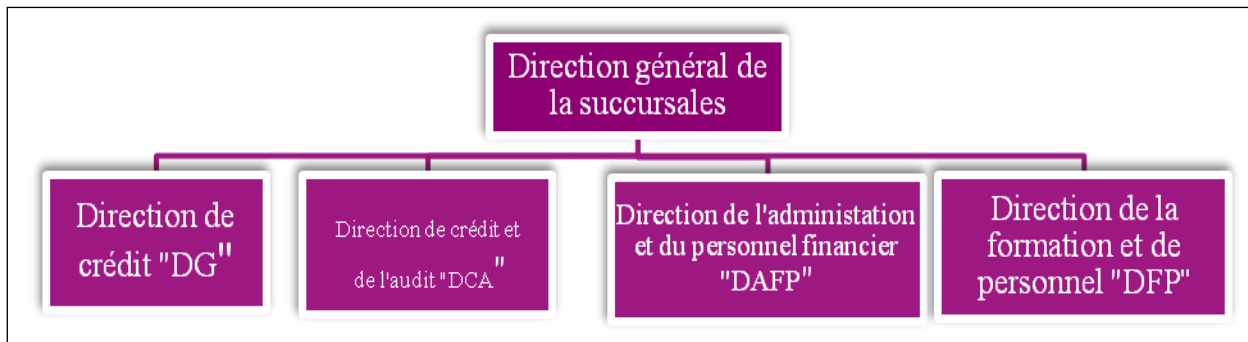 Direction général de
la succursales
Direction de
crédit "DG"
Direction de crédit et
de l'audit "DCA"
Direction de l'administation
et du personnel financier
"DAFP"
Direction de la
formation et de
personnel "DFP"